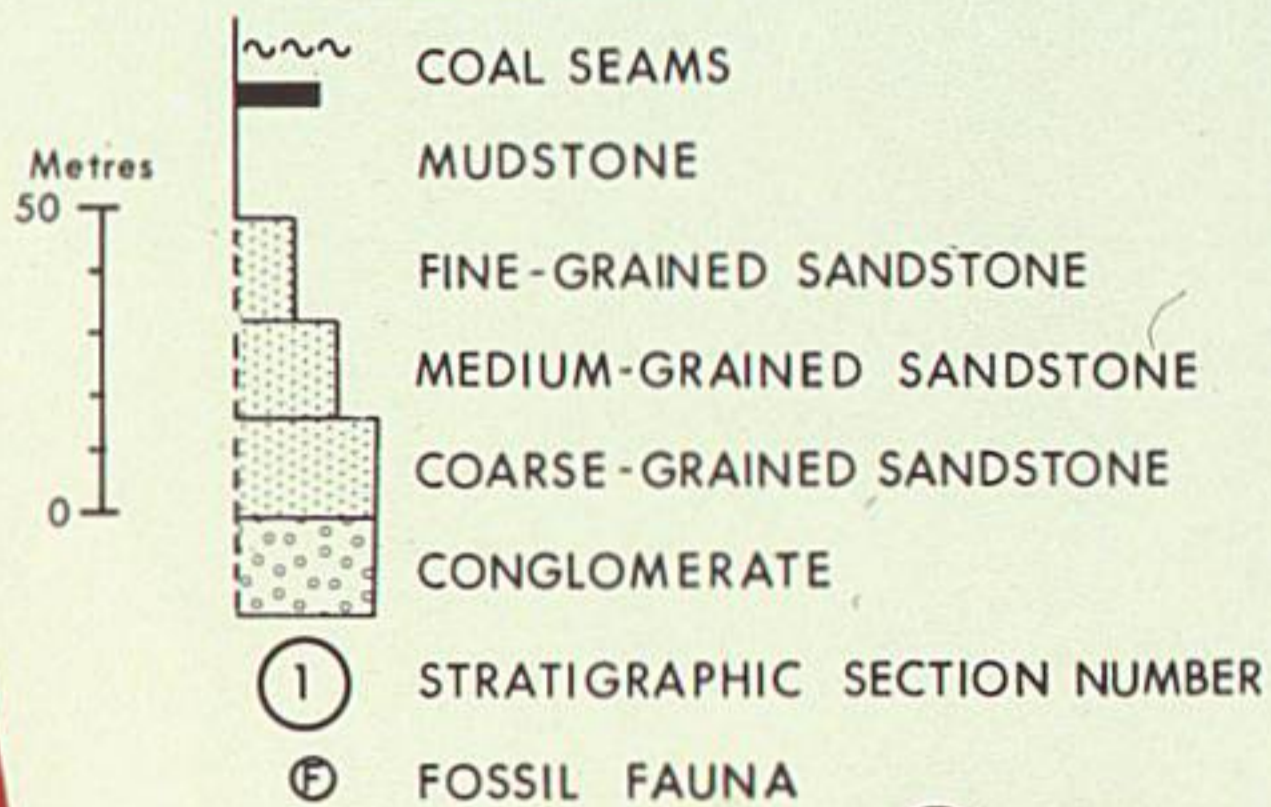 COAL SEAMS
MUDSTONE
Metres
50
FINE-GRAINED SANDSTONE
MEDIUM-GRAINED SANDSTONE
COARSE-GRAINED SANDSTONE
0
CONGLOMERATE
1 STRATIGRAPHIC SECTION NUMBER
F FOSSIL FAUNA